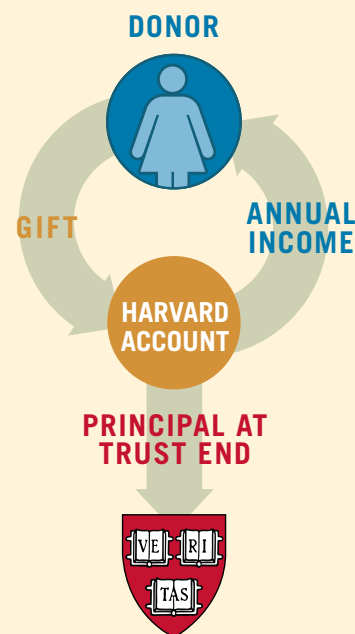 DONOR
GIFT
ANNUAL
INCOME
HARVARD
ACCOUNT
PRINCIPAL AT
TRUST END
VE RI
TAS